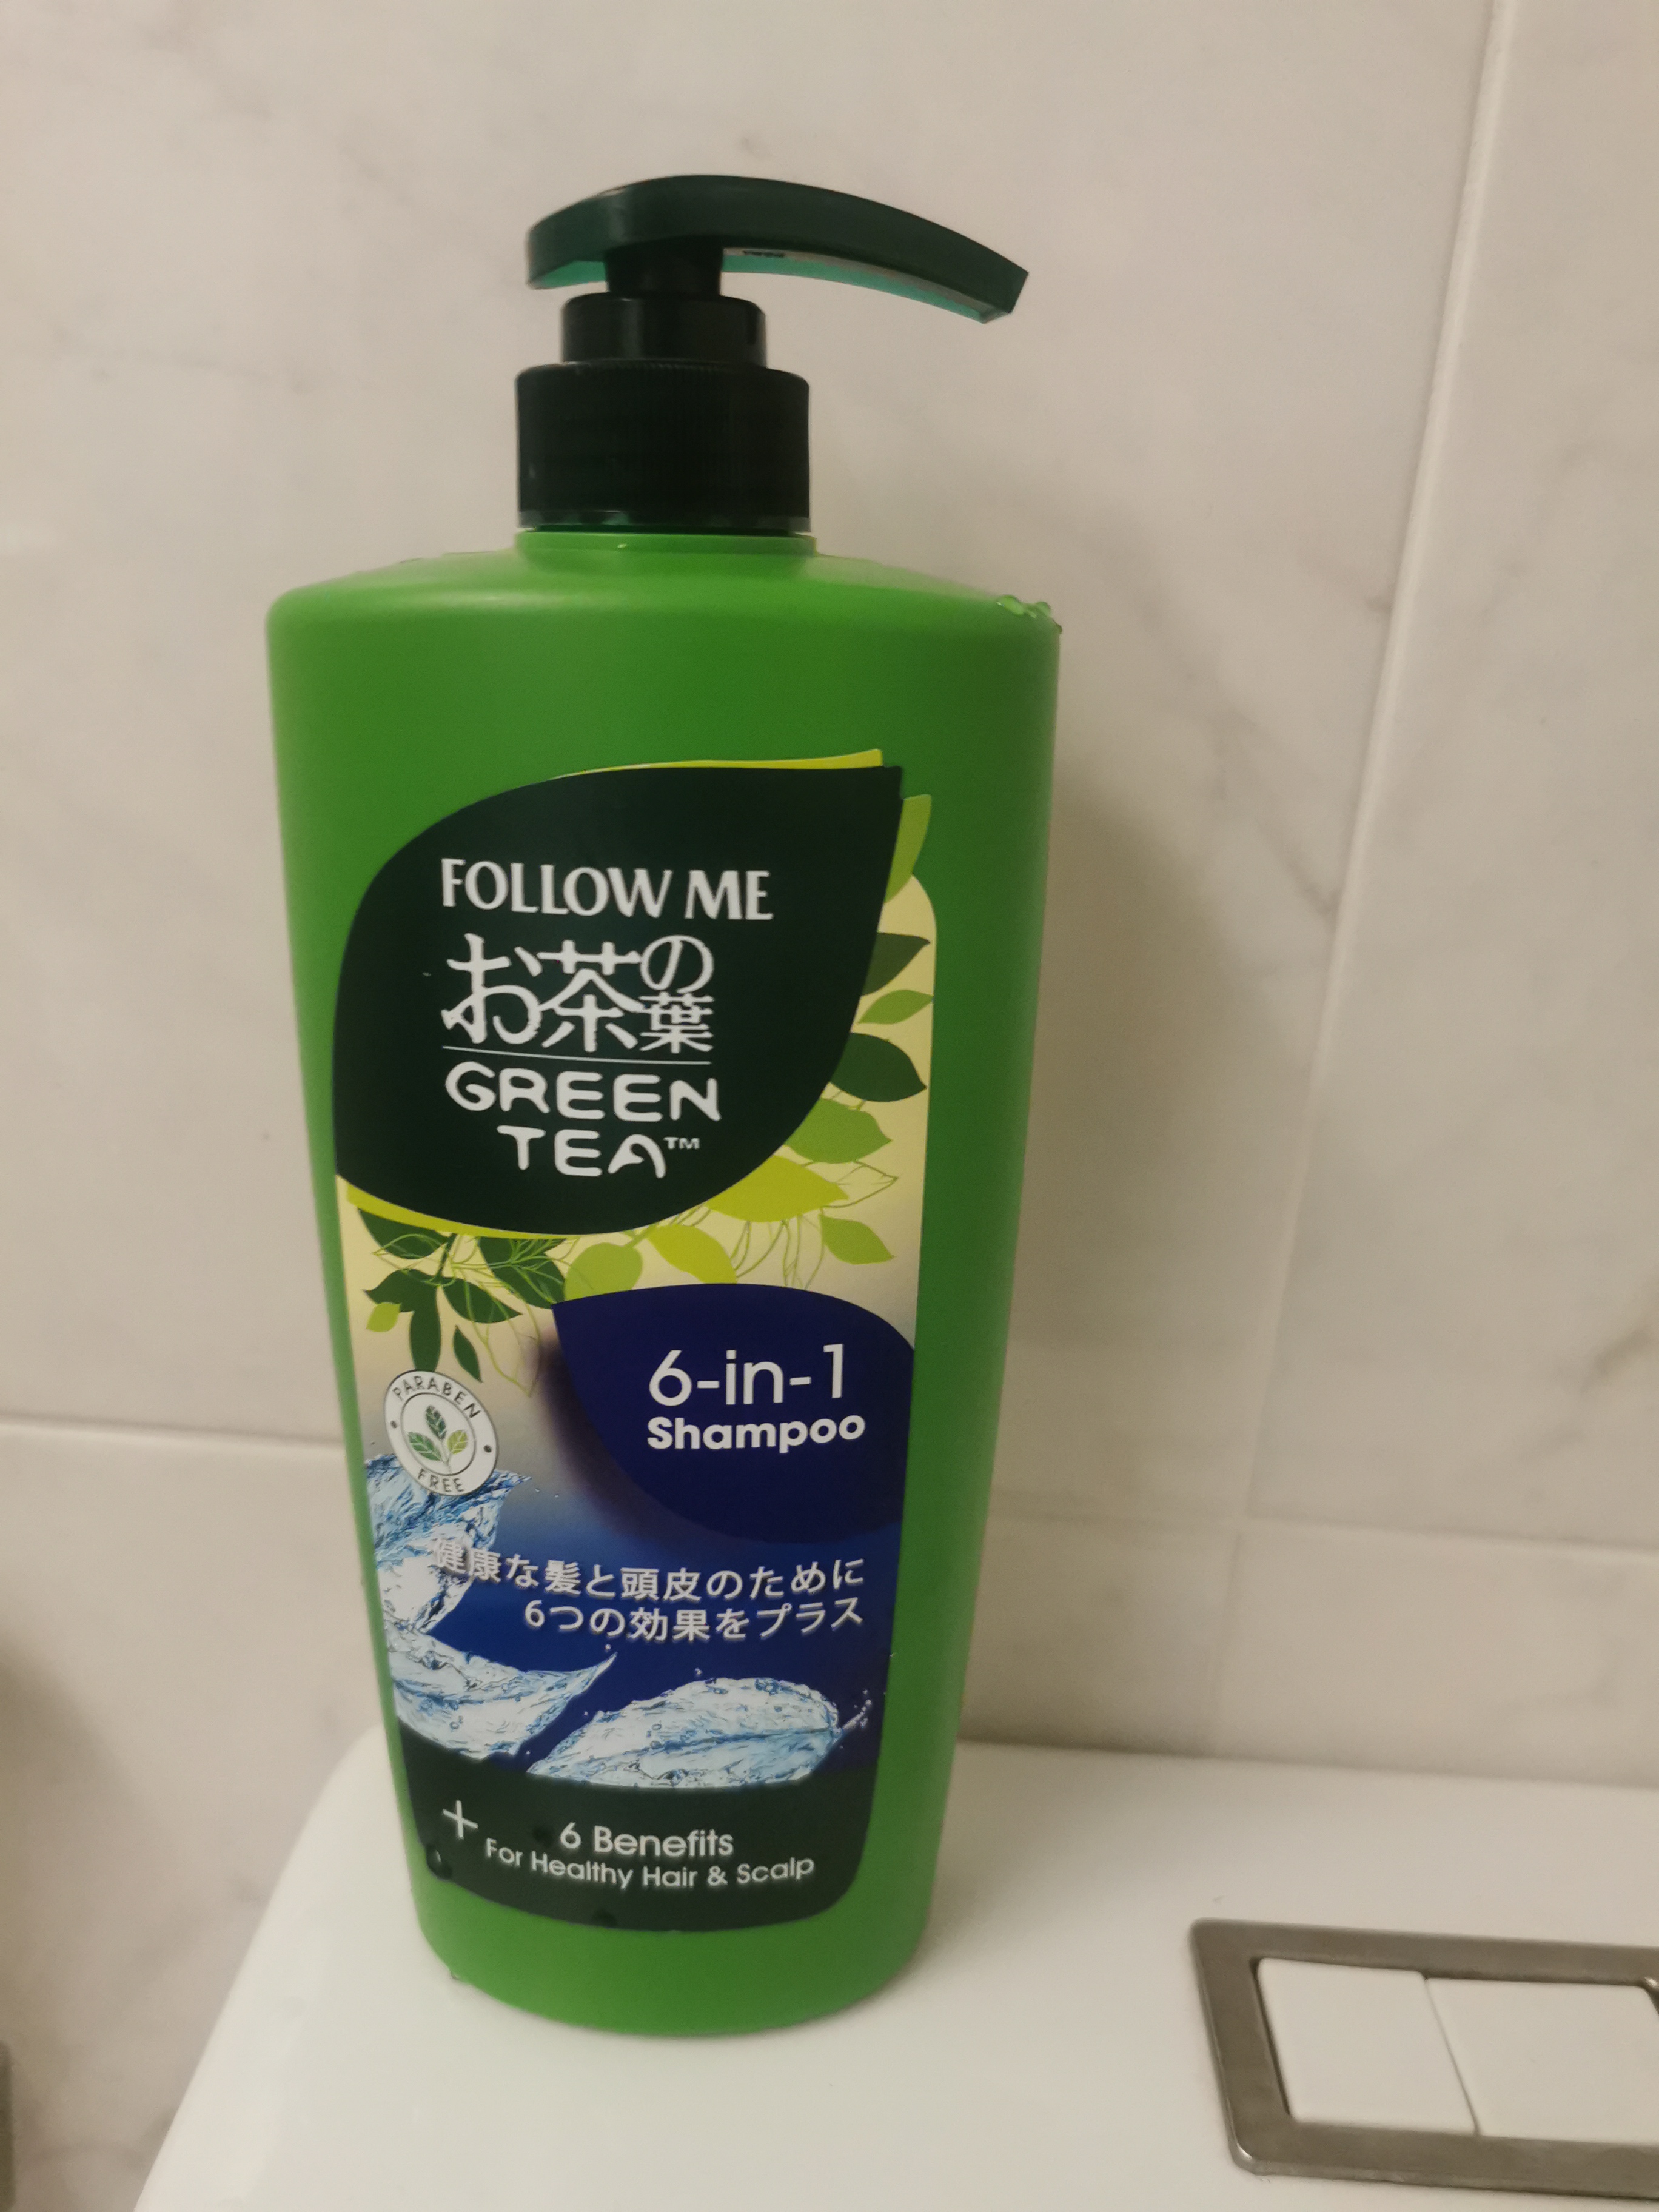 FOLLOW ME
お茶の葉
GREEN
TEA™
6-in-1
Shampoo
PARABEN
FREE
健康な髪と頭皮のために
6つの効果をプラス
+ 6 Benefits
For Healthy Hair & Scalp